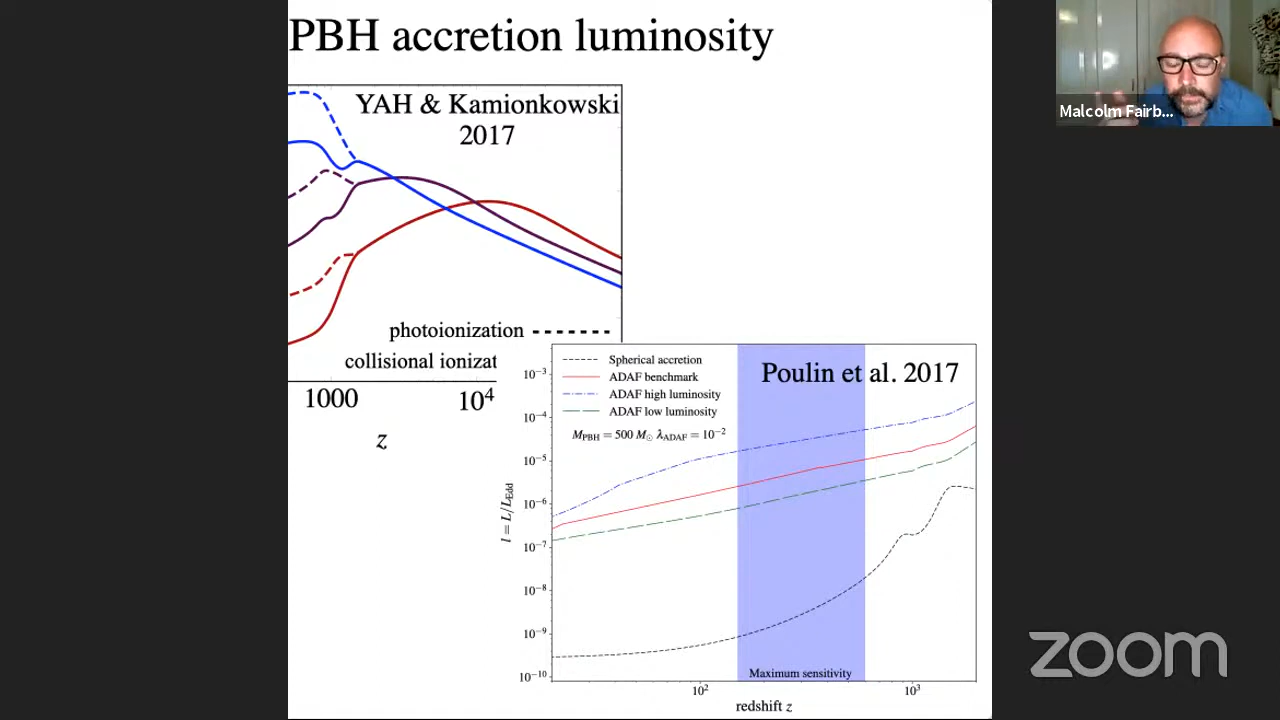 PBH accretion luminosity
Malcolm Fairb...
YAH & Kamionkowski
2017
photoionization
collisional ionizat
1000
10⁴
z
Spherical accretion
ADAF benchmark
ADAF high luminosity
ADAF low luminosity
M_PBH = 500 M_⊙ λ_ADAF = 10⁻²
Poulin et al. 2017
10⁻³
10⁻⁴
10⁻⁵
10⁻⁶
10⁻⁷
10⁻⁸
10⁻⁹
10⁻¹⁰
l = L/L_Edd
Maximum sensitivity
10²
10³
redshift z
zoom